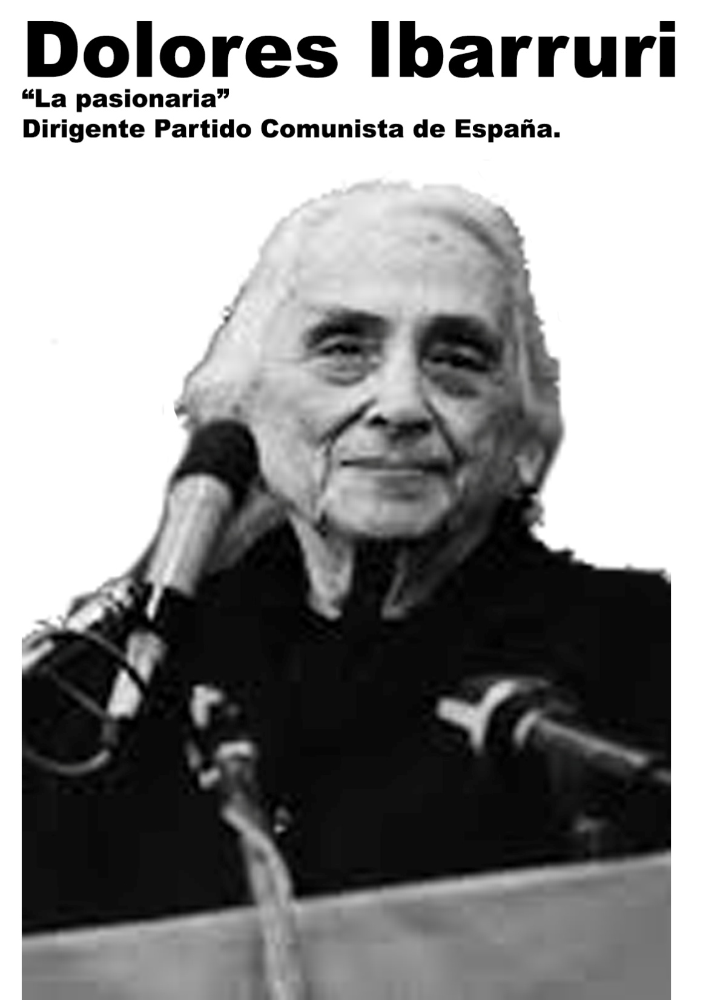 Dolores Ibarruri
“La pasionaria”
Dirigente Partido Comunista de España.